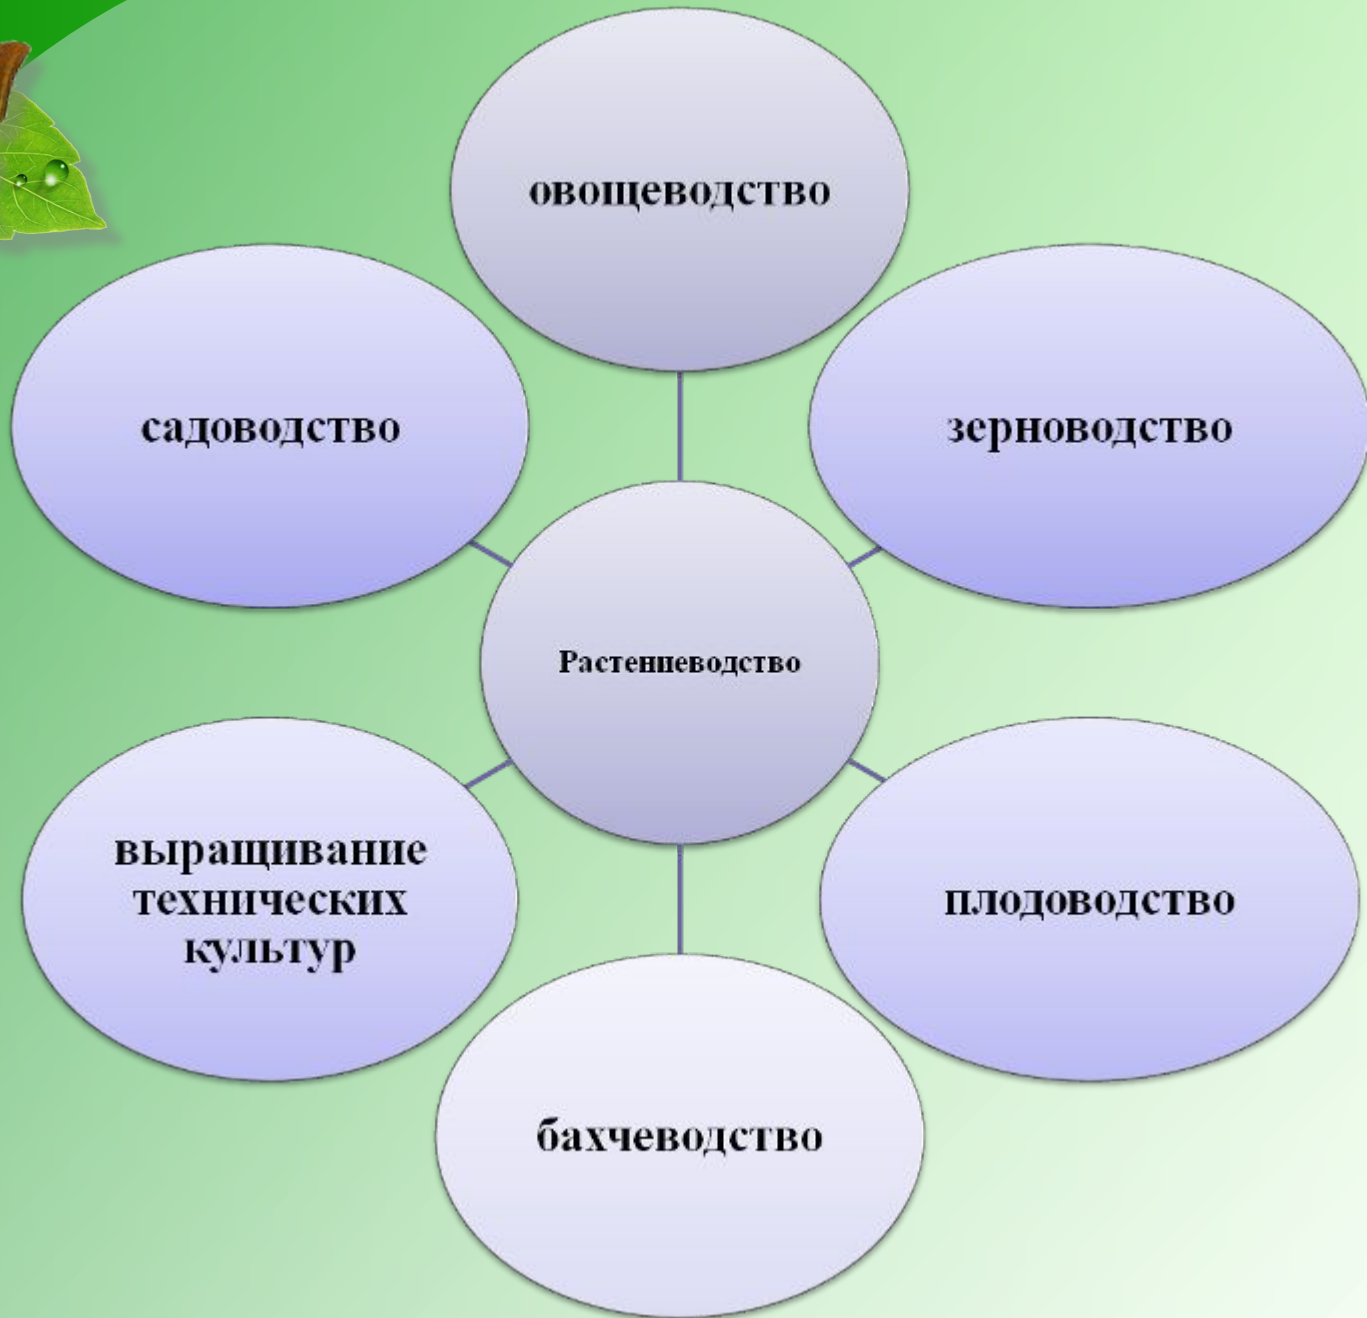 овощеводство
садоводство
зерноводство
Растениеводство
выращивание
технических
культур
плодоводство
бахчеводство